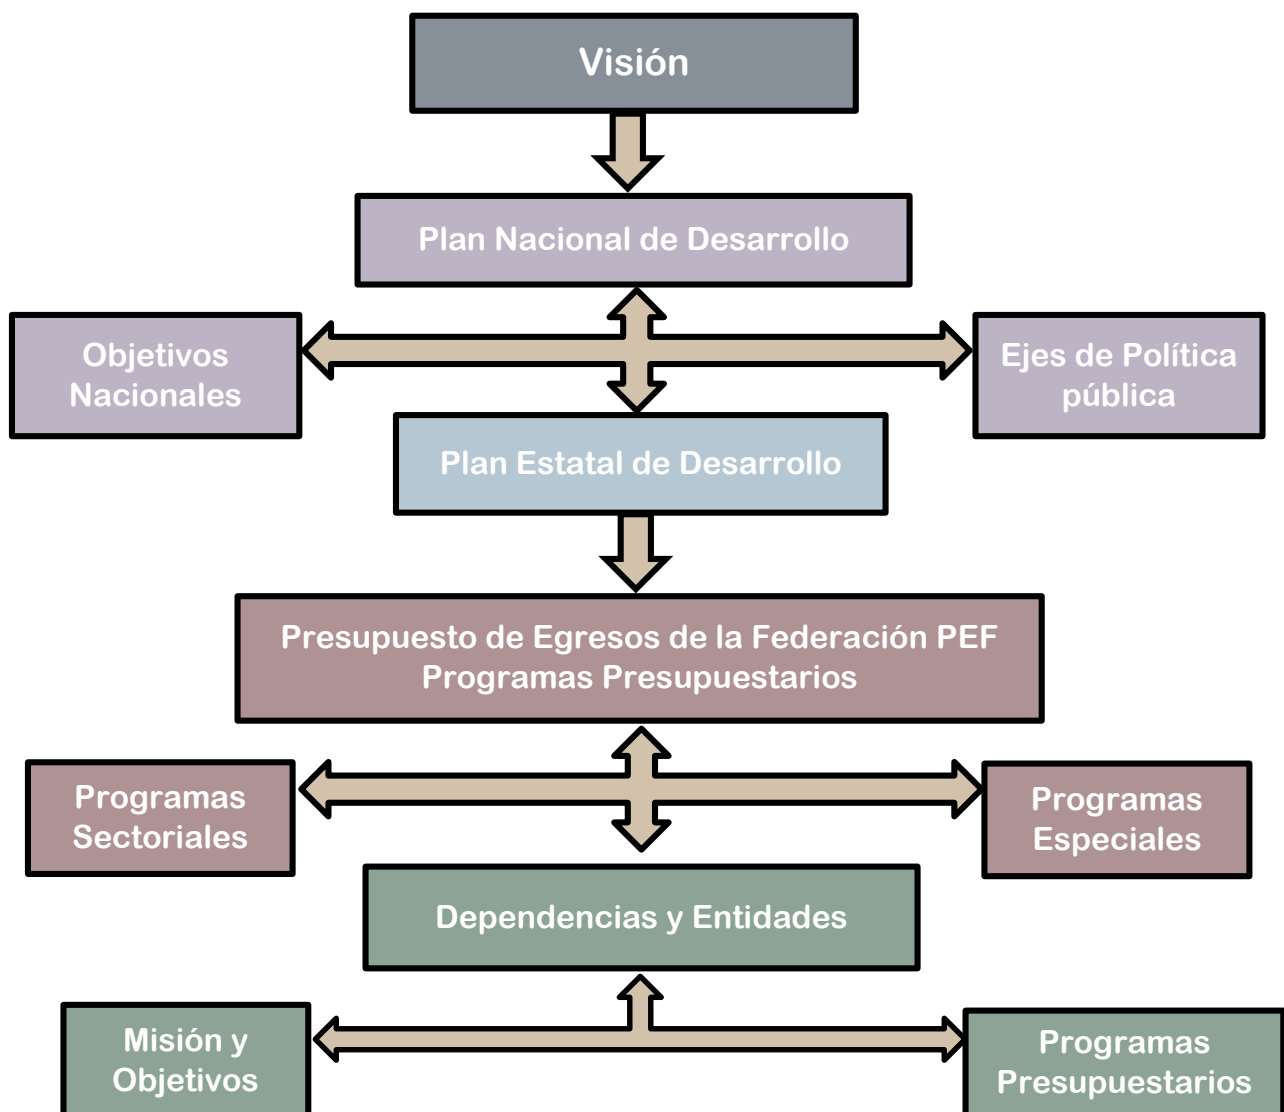 Visión
Plan Nacional de Desarrollo
Objetivos
Nacionales
Ejes de Política
pública
Plan Estatal de Desarrollo
Presupuesto de Egresos de la Federación PEF
Programas Presupuestarios
Programas
Sectoriales
Programas
Especiales
Dependencias y Entidades
Misión y
Objetivos
Programas
Presupuestarios